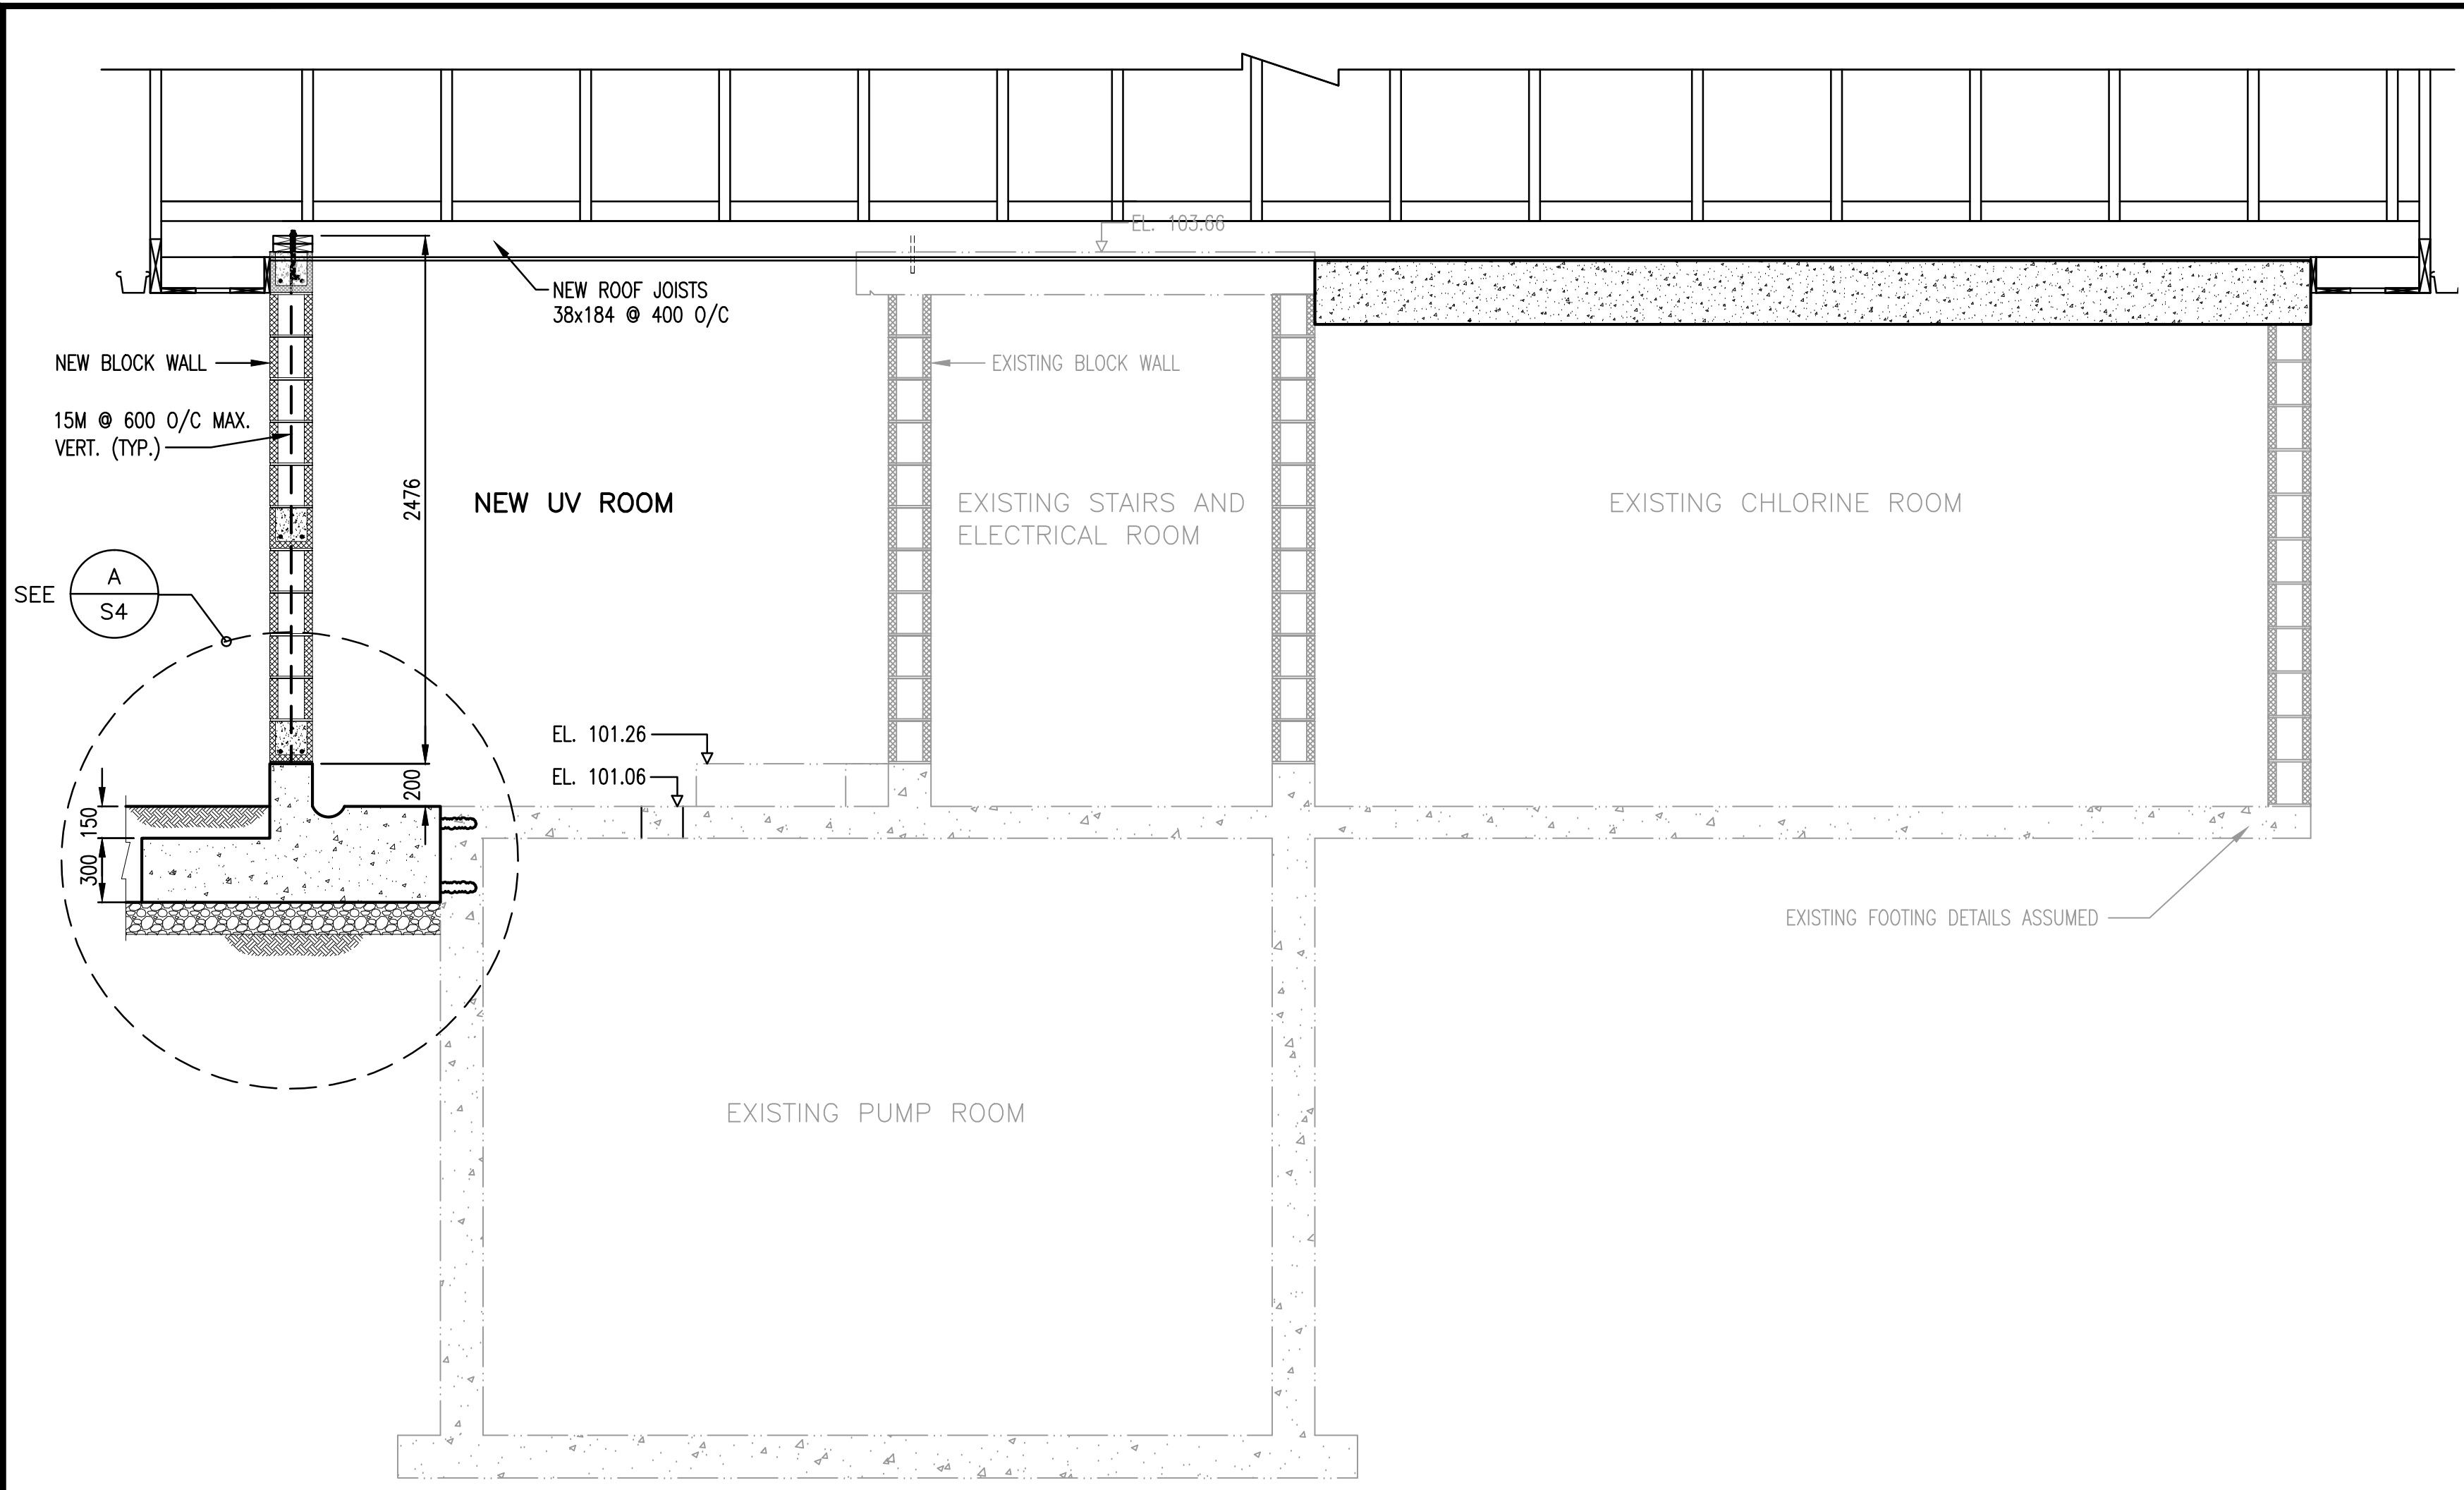 EL. 103.66
NEW ROOF JOISTS
38x184 @ 400 O/C
NEW BLOCK WALL
EXISTING BLOCK WALL
15M @ 600 O/C MAX.
VERT. (TYP.)
2476
NEW UV ROOM
EXISTING STAIRS AND
ELECTRICAL ROOM
EXISTING CHLORINE ROOM
SEE
A
S4
EL. 101.26
EL. 101.06
200
150
300
EXISTING FOOTING DETAILS ASSUMED
EXISTING PUMP ROOM